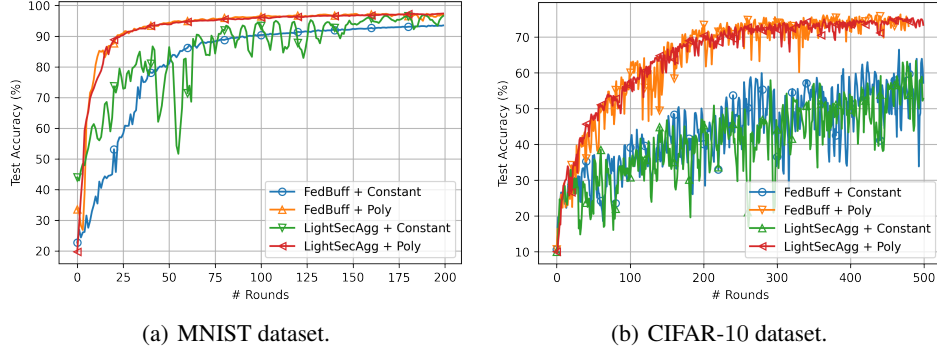 100
90
80
70
60
50
40
30
20
Test Accuracy (%)
0 25 50 75 100 125 150 175 200
# Rounds
FedBuff + Constant
FedBuff + Poly
LightSecAgg + Constant
LightSecAgg + Poly
(a) MNIST dataset.
70
60
50
40
30
20
10
Test Accuracy (%)
0 100 200 300 400 500
# Rounds
FedBuff + Constant
FedBuff + Poly
LightSecAgg + Constant
LightSecAgg + Poly
(b) CIFAR-10 dataset.